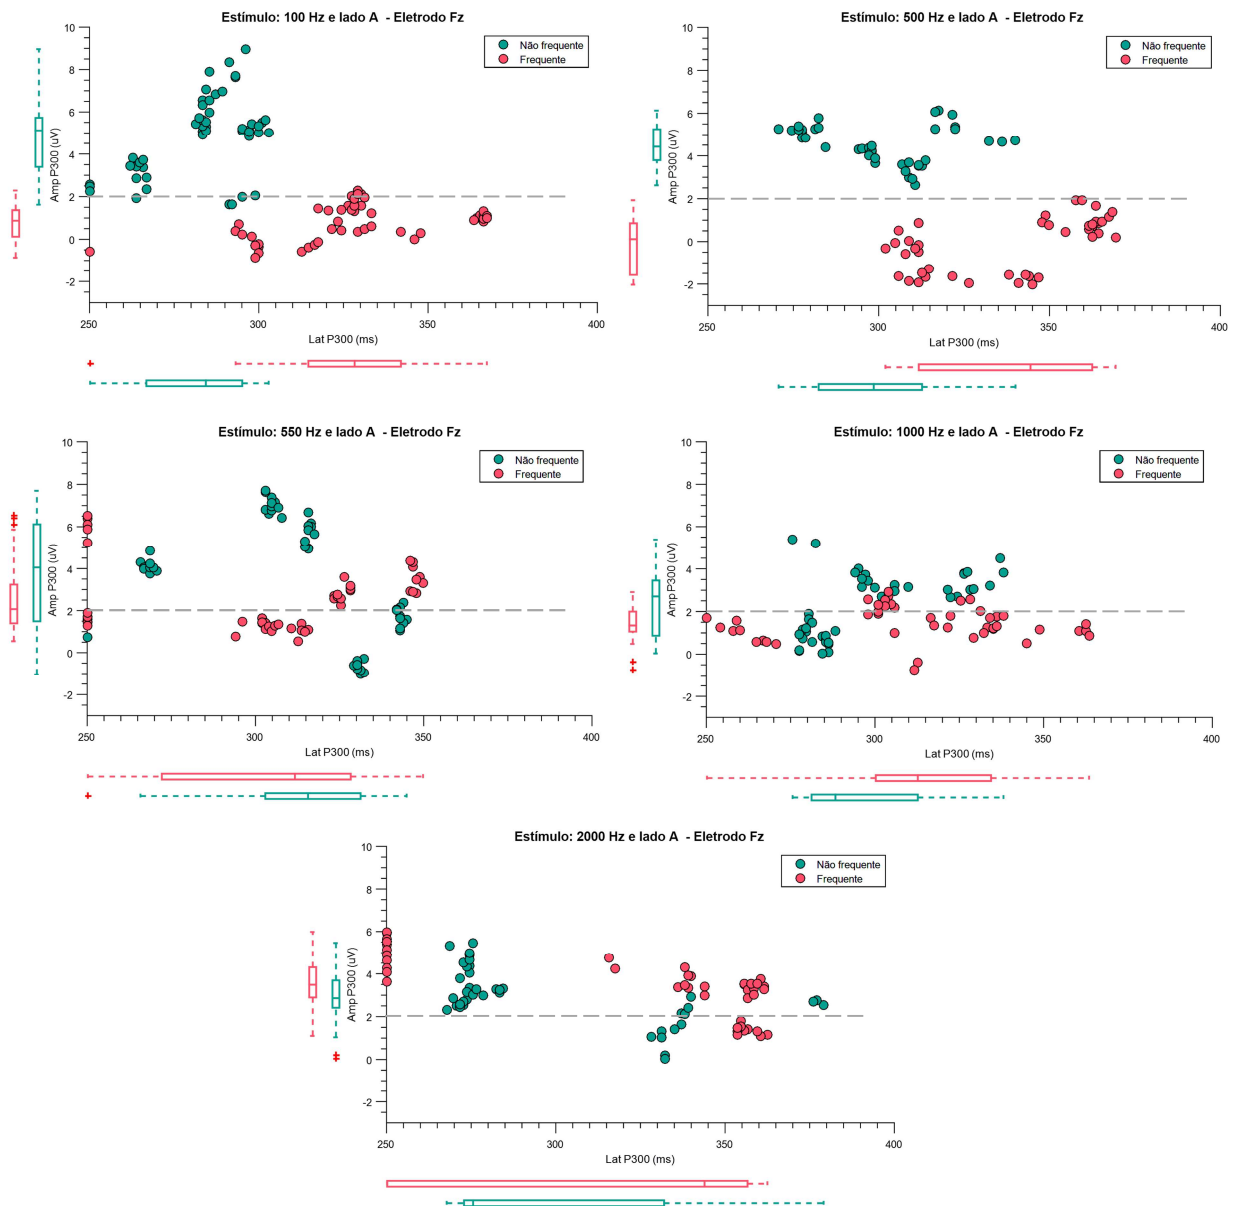 Estímulo: 100 Hz e lado A - Eletrodo Fz
10
8
6
4
2
0
-2
Amp P300 (uV)
Não frequente
Frequente
250
300
350
400
Lat P300 (ms)
Estímulo: 500 Hz e lado A - Eletrodo Fz
10
8
6
4
2
0
-2
Amp P300 (uV)
Não frequente
Frequente
250
300
350
400
Lat P300 (ms)
Estímulo: 550 Hz e lado A - Eletrodo Fz
10
8
6
4
2
0
-2
Amp P300 (uV)
Não frequente
Frequente
250
300
350
400
Lat P300 (ms)
Estímulo: 1000 Hz e lado A - Eletrodo Fz
10
8
6
4
2
0
-2
Amp P300 (uV)
Não frequente
Frequente
250
300
350
400
Lat P300 (ms)
Estímulo: 2000 Hz e lado A - Eletrodo Fz
10
8
6
4
2
0
-2
Amp P300 (uV)
Não frequente
Frequente
250
300
350
400
Lat P300 (ms)